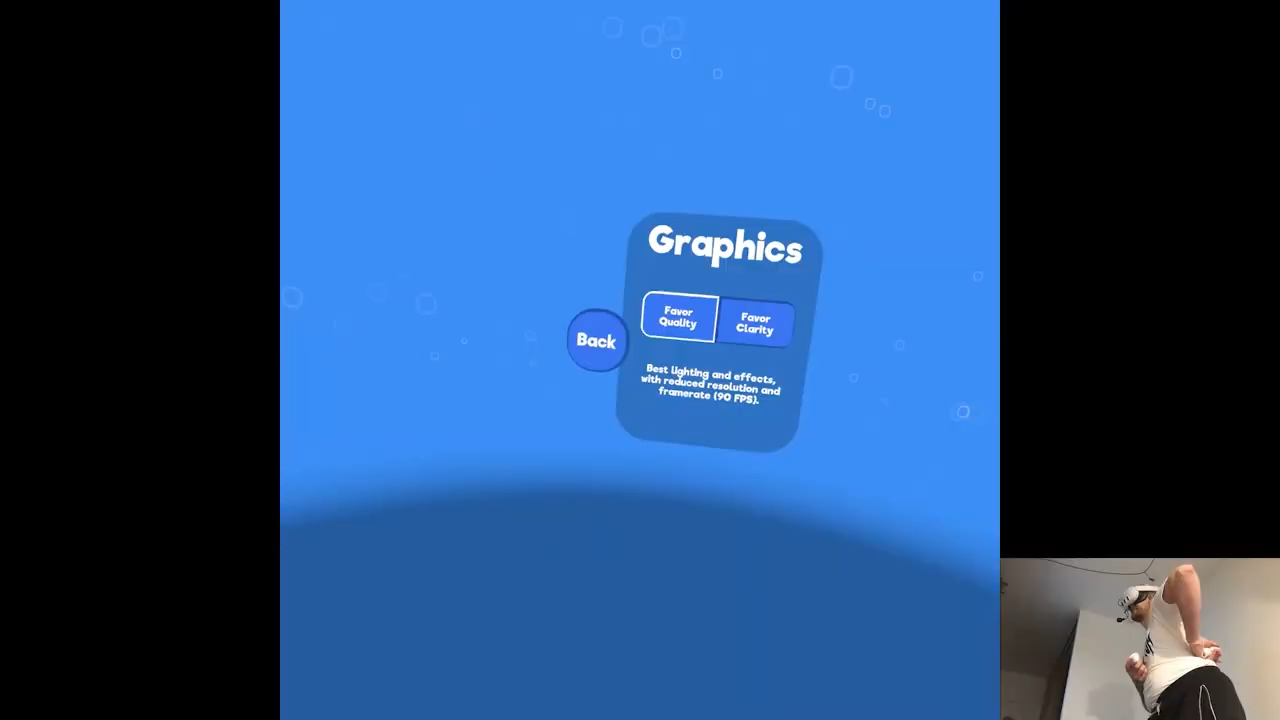 Graphics
Favor
Quality
Favor
Clarity
Back
Best lighting and effects,
with reduced resolution and
framerate (90 FPS).